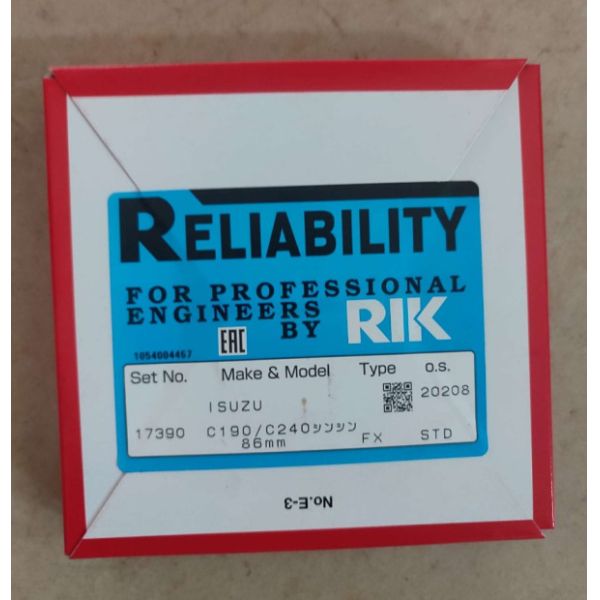 RELIABILITY
FOR PROFESSIONAL
ENGINEERS
BY RIK
EAC
1054004467
Set No. Make & Model Type o.s.
ISUZU 20208
17390 C190/C240シンシン FX STD
86mm
No.E-3